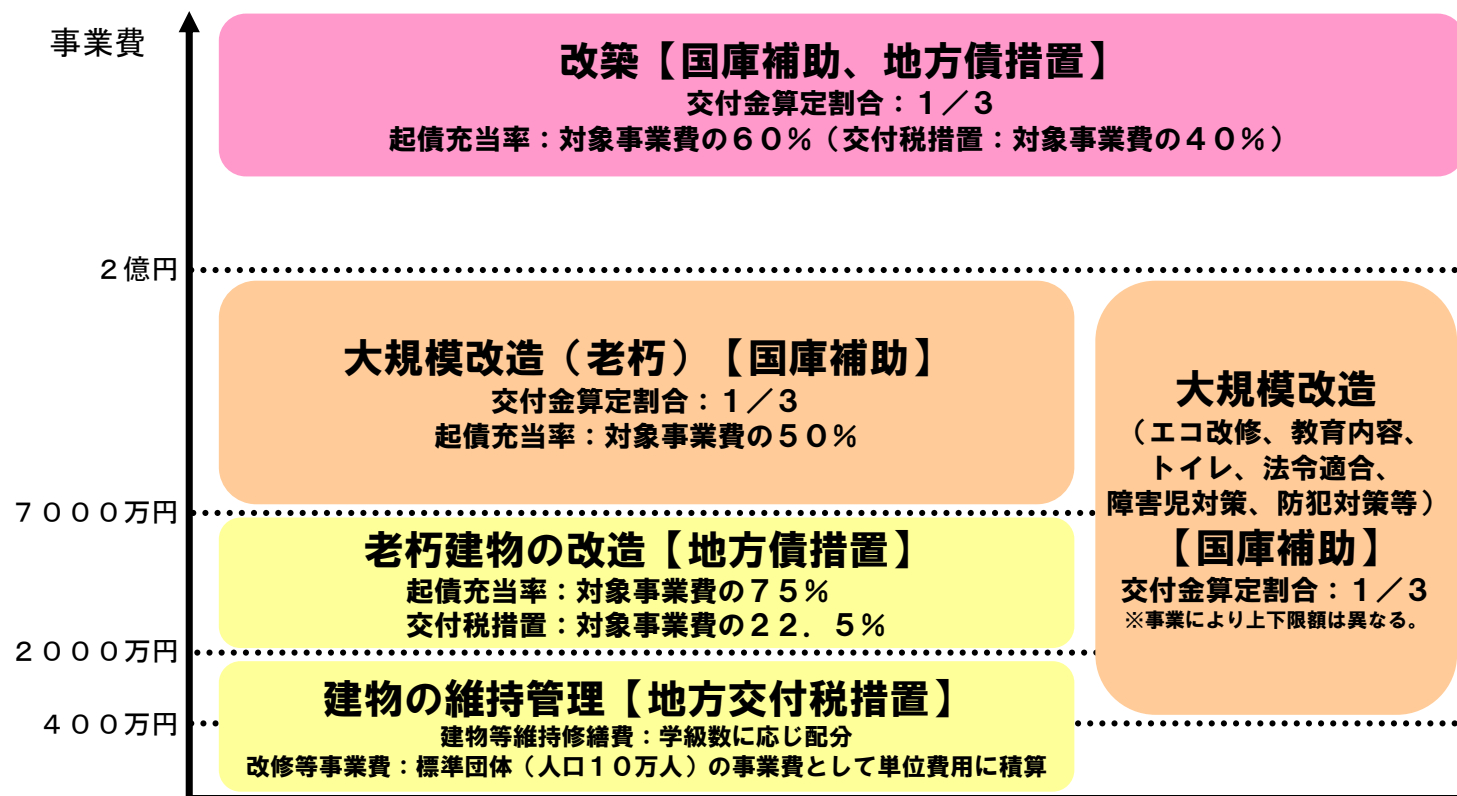 事業費
改築【国庫補助、地方債措置】
交付金算定割合：１／３
起債充当率：対象事業費の６０％（交付税措置：対象事業費の４０％）
２億円
大規模改造（老朽）【国庫補助】
交付金算定割合：１／３
起債充当率：対象事業費の５０％
大規模改造
（エコ改修、教育内容、
トイレ、法令適合、
障害児対策、防犯対策等）
【国庫補助】
交付金算定割合：１／３
※事業により上下限額は異なる。
７０００万円
老朽建物の改造【地方債措置】
起債充当率：対象事業費の７５％
交付税措置：対象事業費の２２．５％
２０００万円
建物の維持管理【地方交付税措置】
４００万円
建物等維持修繕費：学級数に応じ配分
改修等事業費：標準団体（人口１０万人）の事業費として単位費用に積算